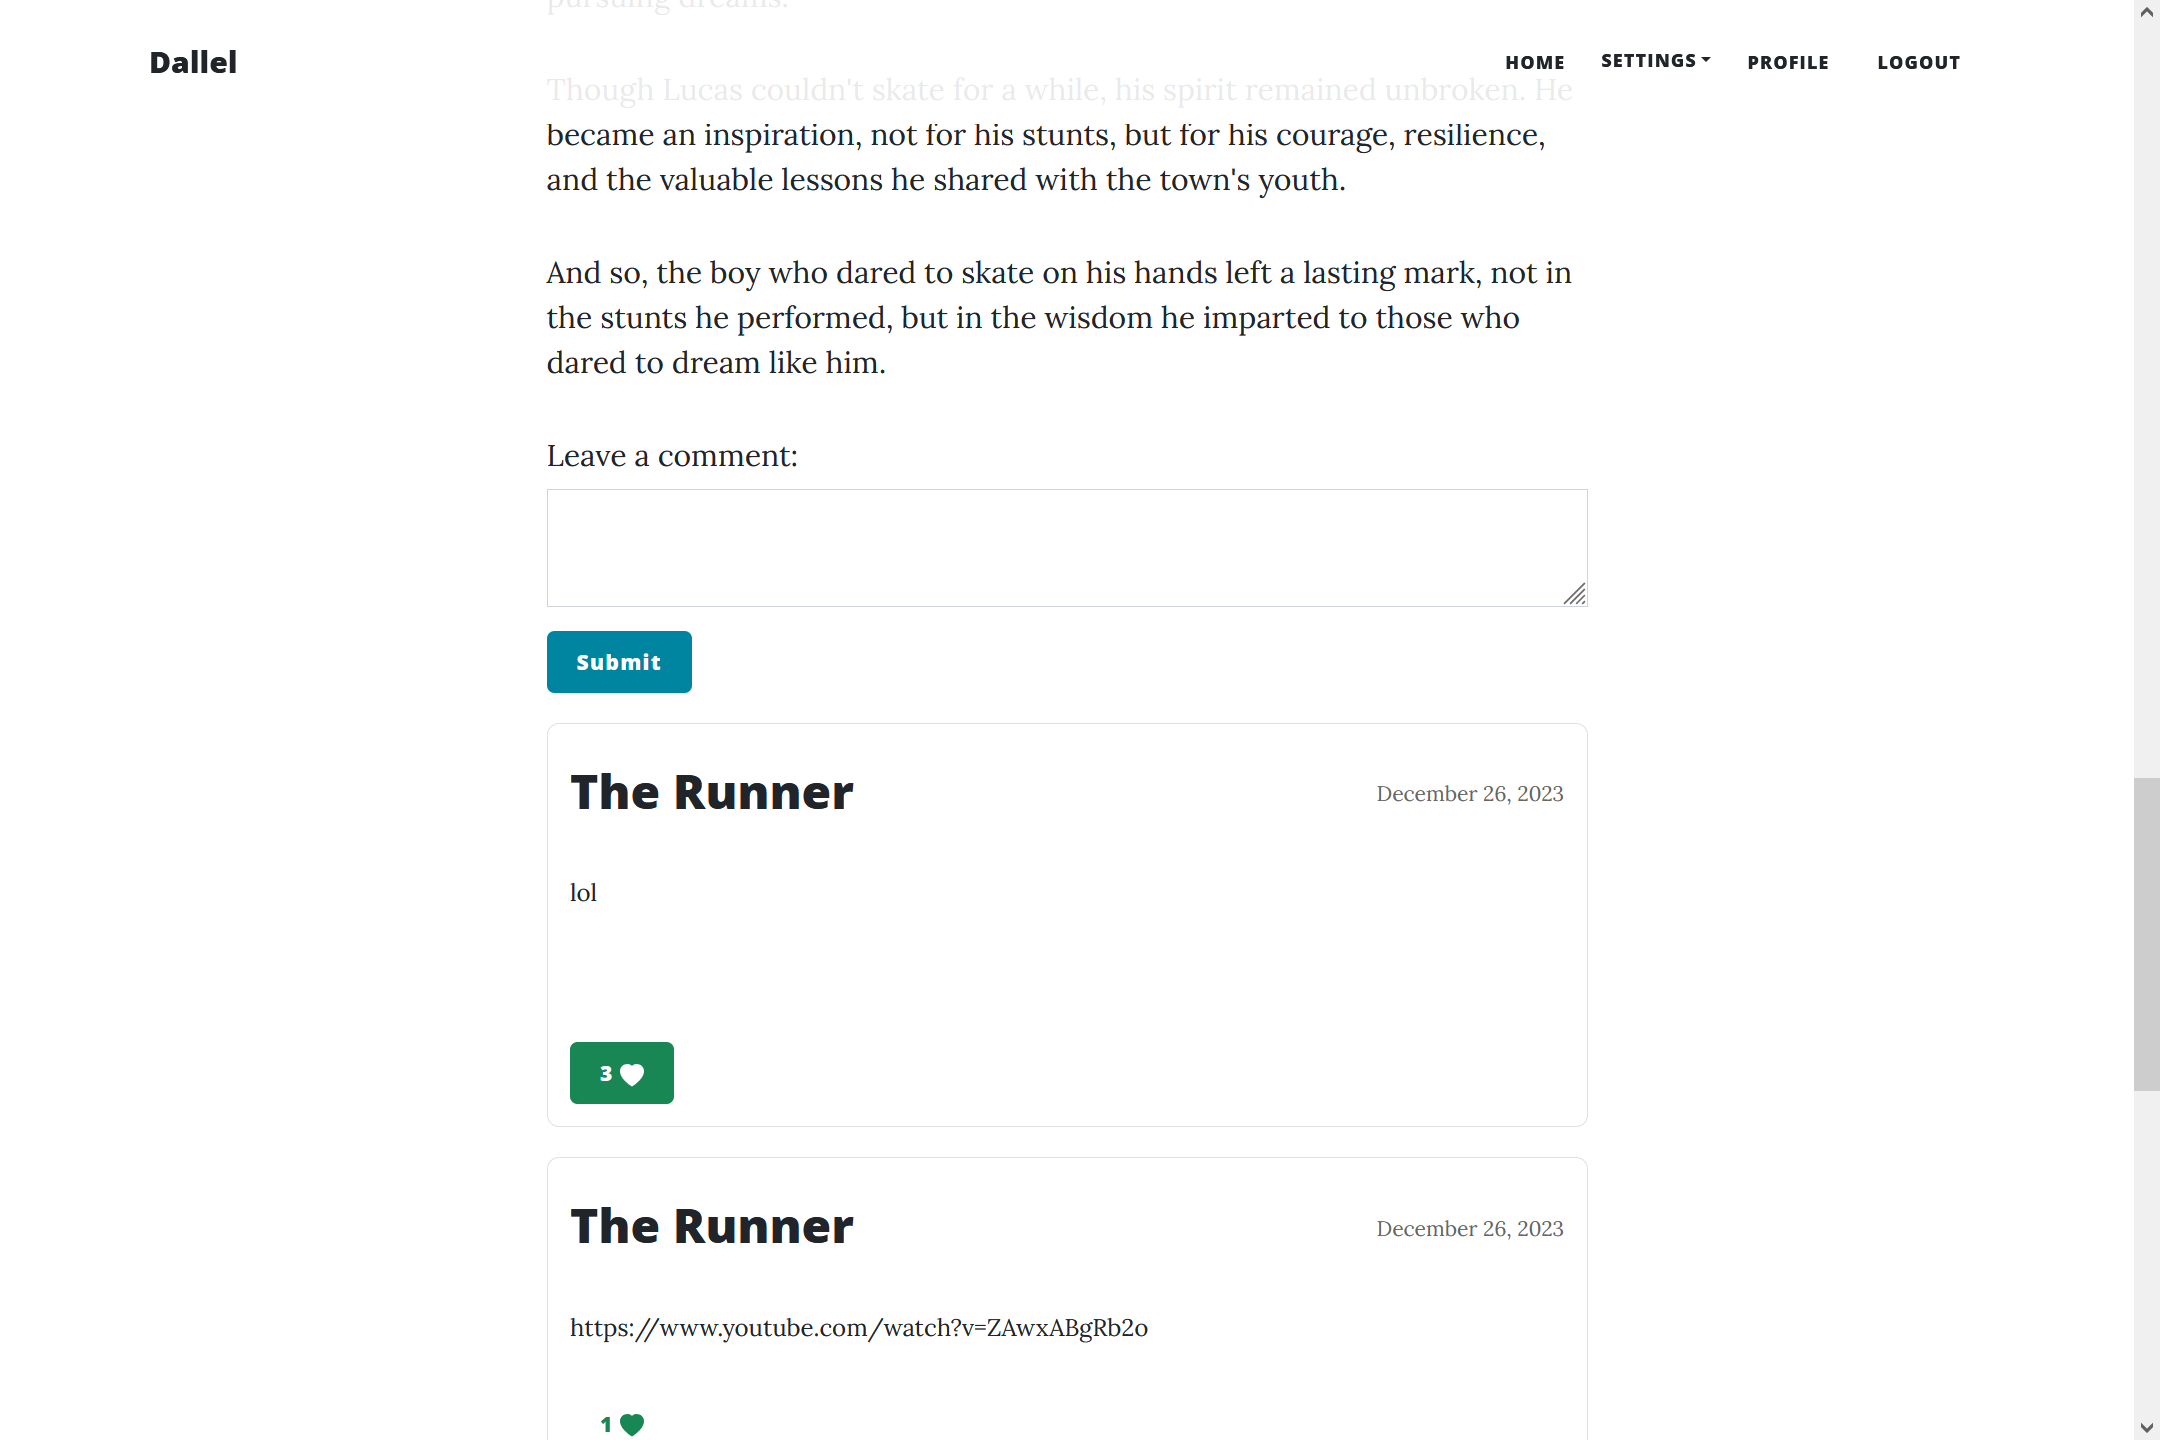 pursuing dreams.
Dallel
HOME SETTINGS PROFILE LOGOUT
Though Lucas couldn't skate for a while, his spirit remained unbroken. He
became an inspiration, not for his stunts, but for his courage, resilience,
and the valuable lessons he shared with the town's youth.
And so, the boy who dared to skate on his hands left a lasting mark, not in
the stunts he performed, but in the wisdom he imparted to those who
dared to dream like him.
Leave a comment:
Submit
The Runner
December 26, 2023
lol
3
The Runner
December 26, 2023
https://www.youtube.com/watch?v=ZAwxABgRb2o
1